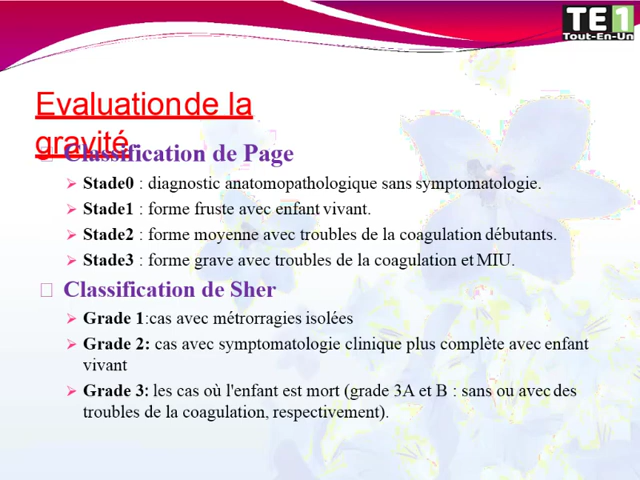 TE1
Tout-En-Un
Evaluation de la
gravité
Classification de Page
Stade0 : diagnostic anatomopathologique sans symptomatologie.
Stade1 : forme fruste avec enfant vivant.
Stade2 : forme moyenne avec troubles de la coagulation débutants.
Stade3 : forme grave avec troubles de la coagulation et MIU.
Classification de Sher
Grade 1:cas avec métrorragies isolées
Grade 2: cas avec symptomatologie clinique plus complète avec enfant
vivant
Grade 3: les cas où l'enfant est mort (grade 3A et B : sans ou avec des
troubles de la coagulation, respectivement).